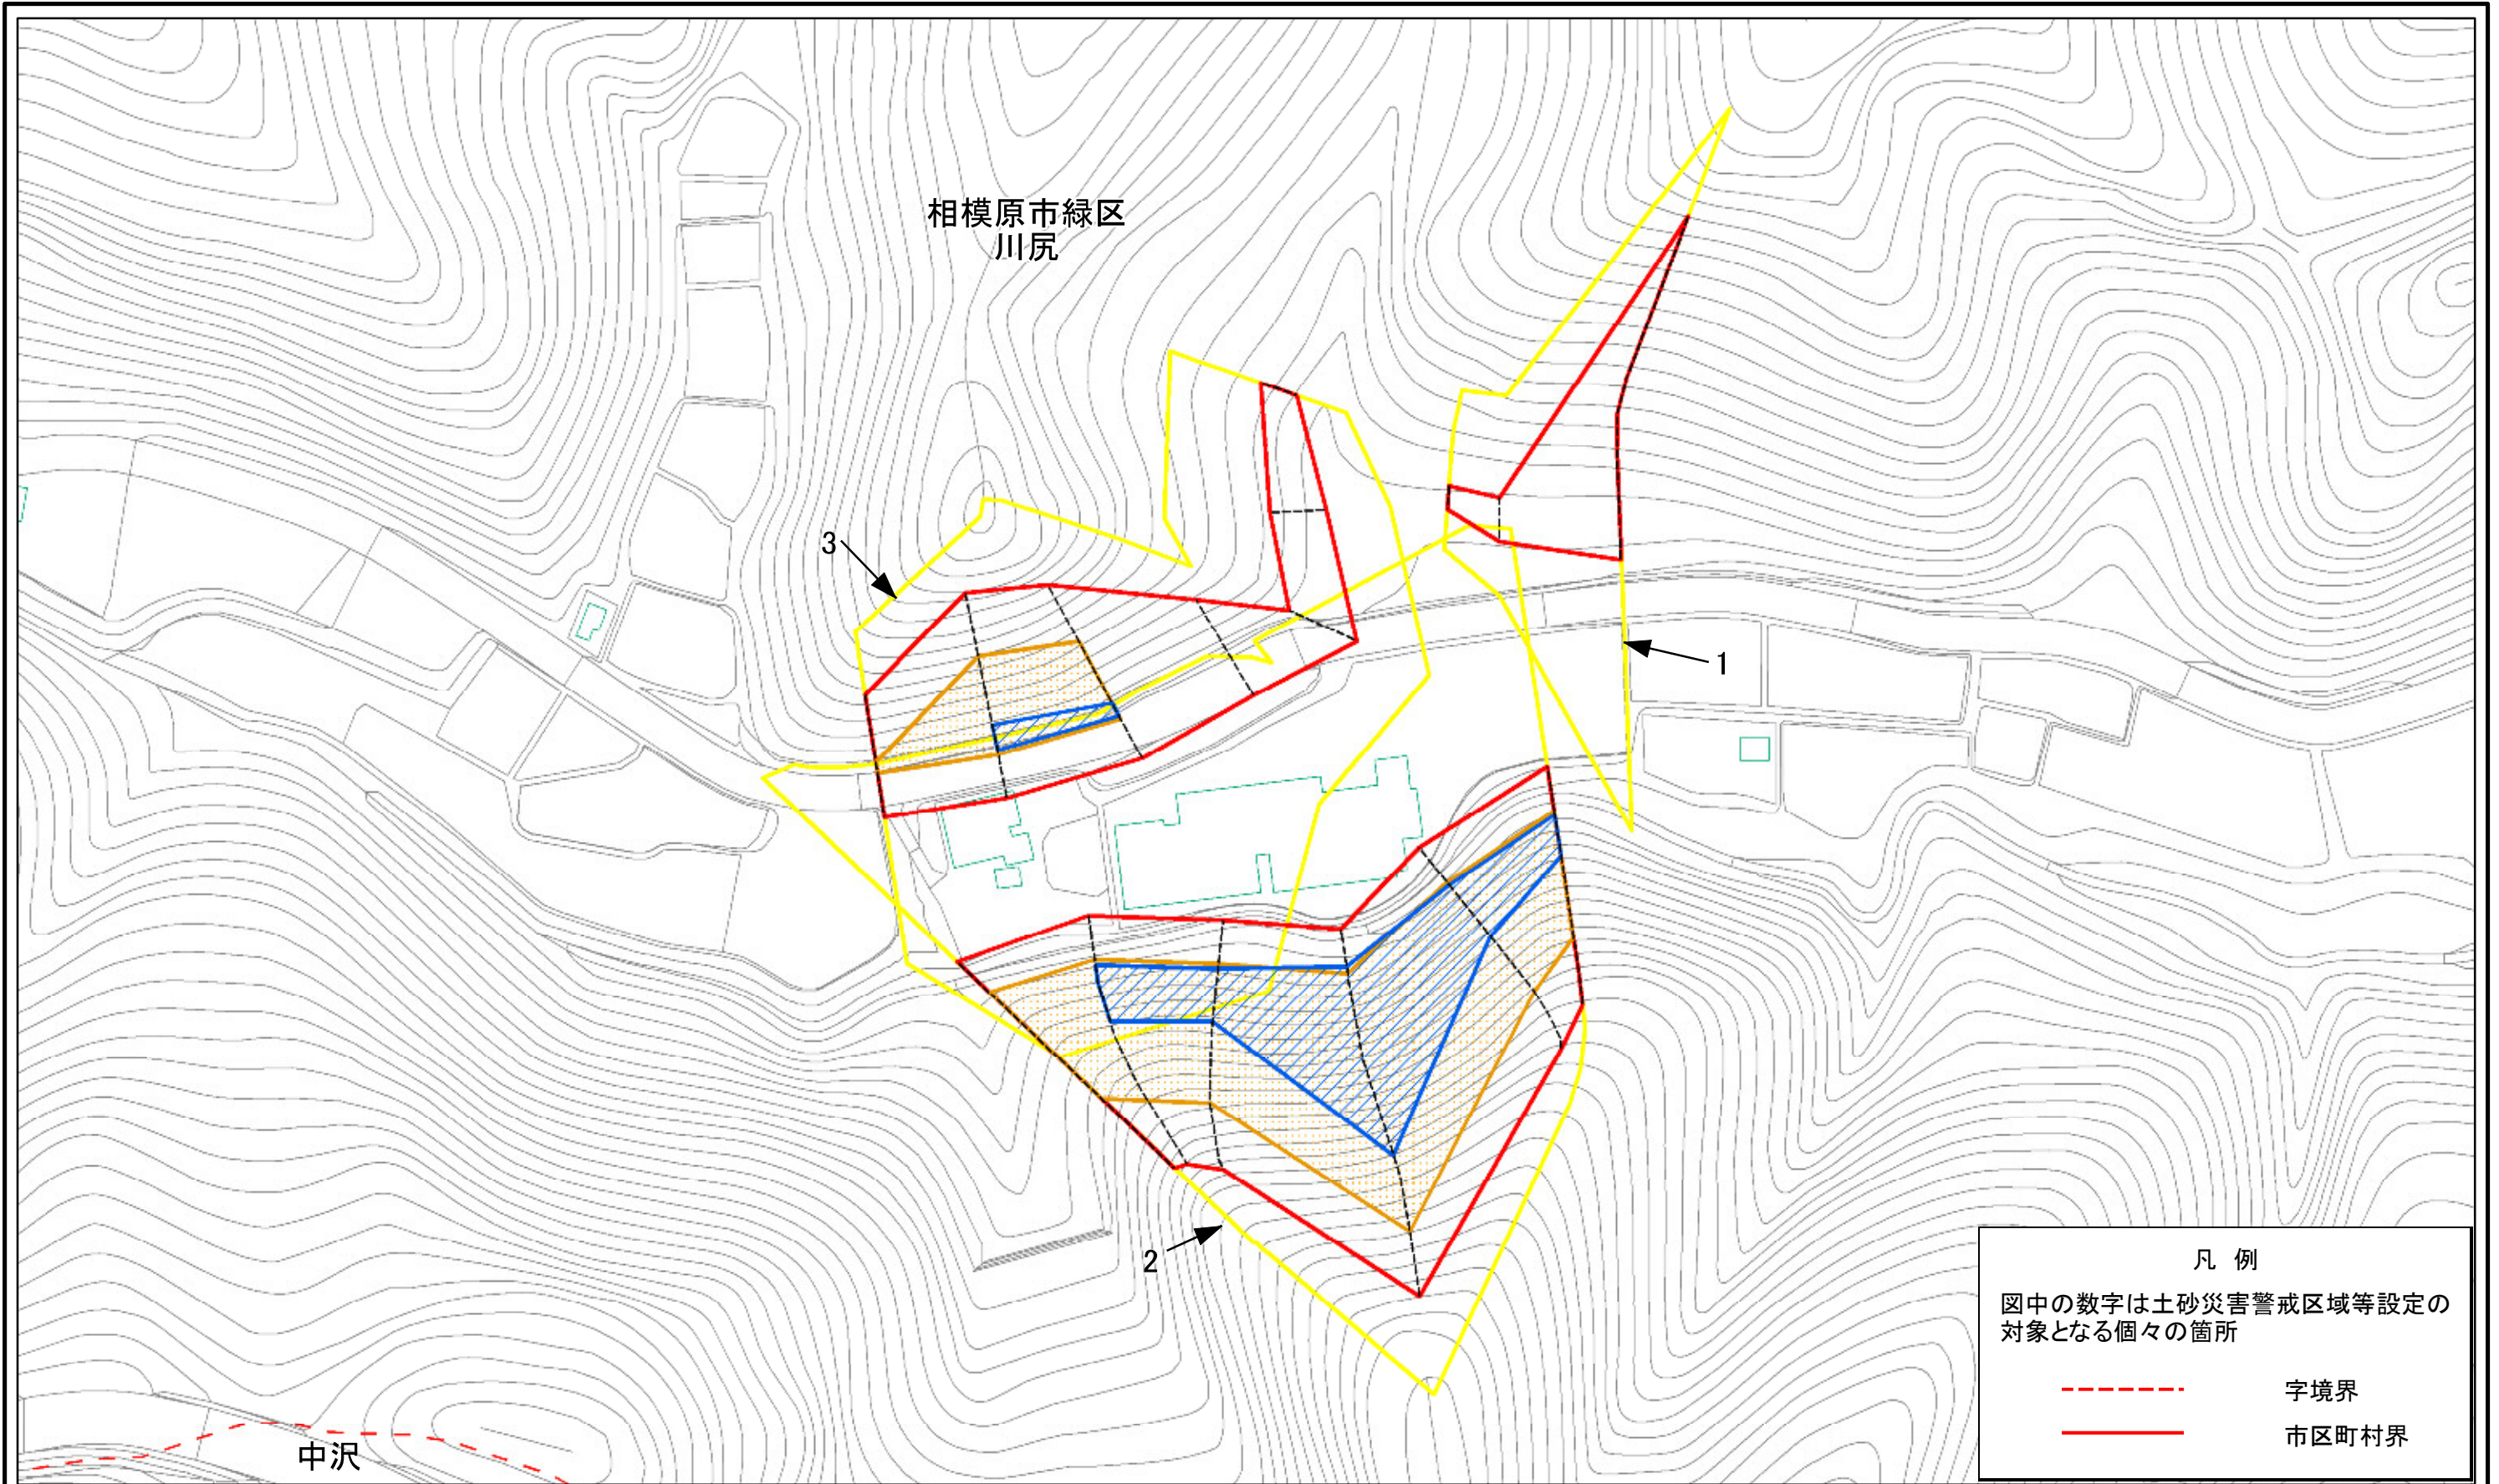 相模原市緑区
川尻
3
1
2
中沢
凡 例
図中の数字は土砂災害警戒区域等設定の
対象となる個々の箇所
字境界
市区町村界